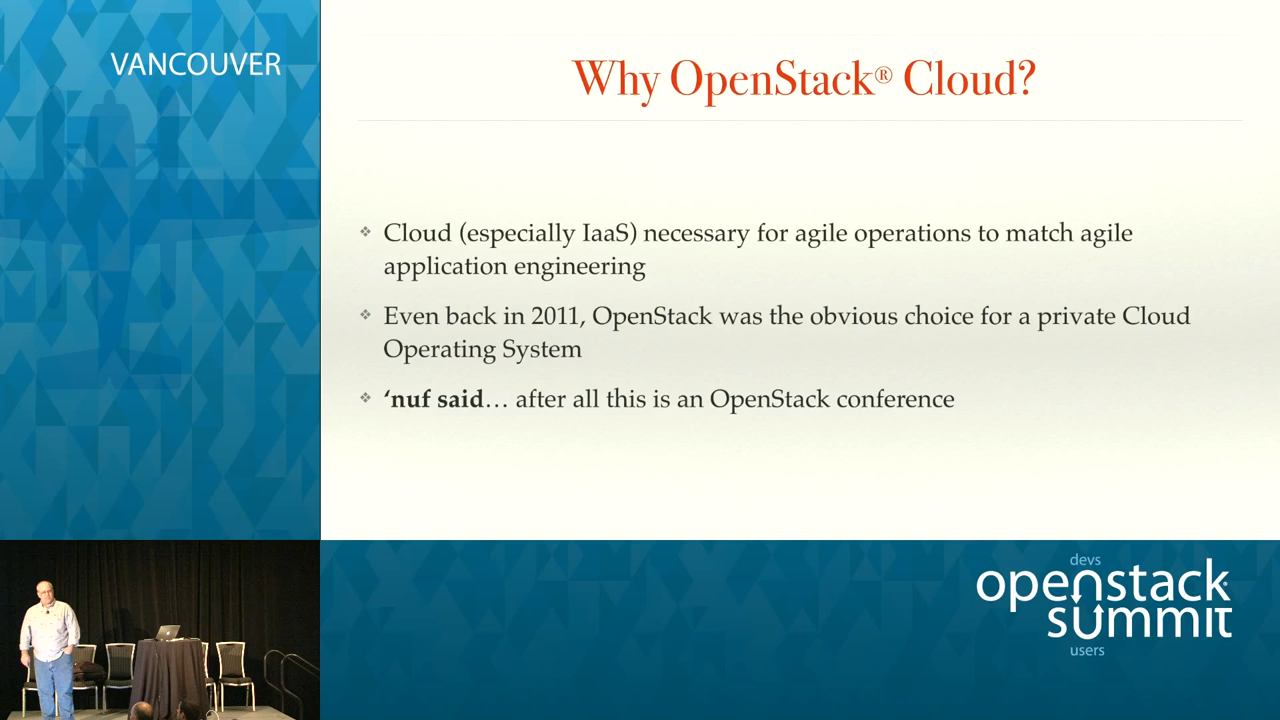 VANCOUVER
Why OpenStack® Cloud?
Cloud (especially IaaS) necessary for agile operations to match agile
application engineering
Even back in 2011, OpenStack was the obvious choice for a private Cloud
Operating System
‘nuf said… after all this is an OpenStack conference
devs
openstack
summit
users